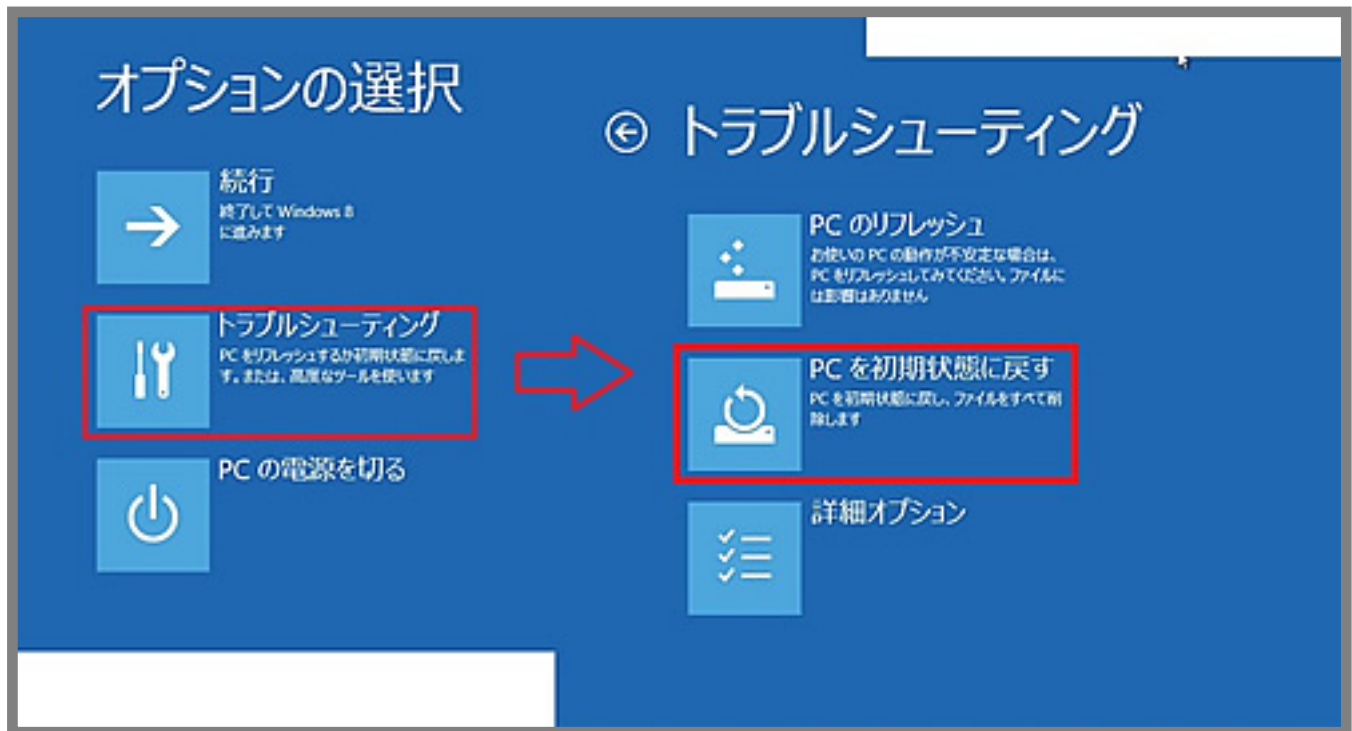 オプションの選択
続行
終了して Windows 8
に進みます
トラブルシューティング
PC をリフレッシュするか初期状態に戻しま
す。または、高度なツールを使います
PC の電源を切る
トラブルシューティング
PC のリフレッシュ
お使いの PC の動作が不安定な場合は、
PC をリフレッシュしてみてください。ファイルに
は影響はありません
PC を初期状態に戻す
PC を初期状態に戻し、ファイルをすべて削
除します
詳細オプション